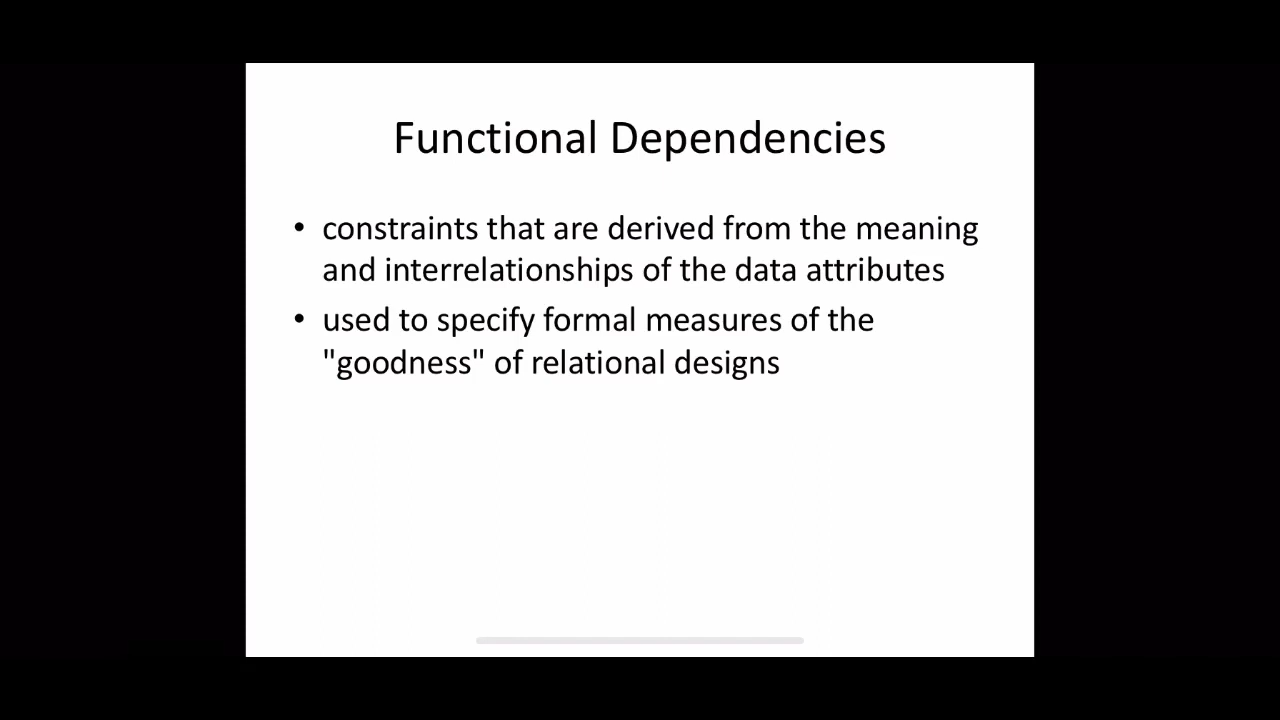 Functional Dependencies
• constraints that are derived from the meaning
and interrelationships of the data attributes
• used to specify formal measures of the
"goodness" of relational designs